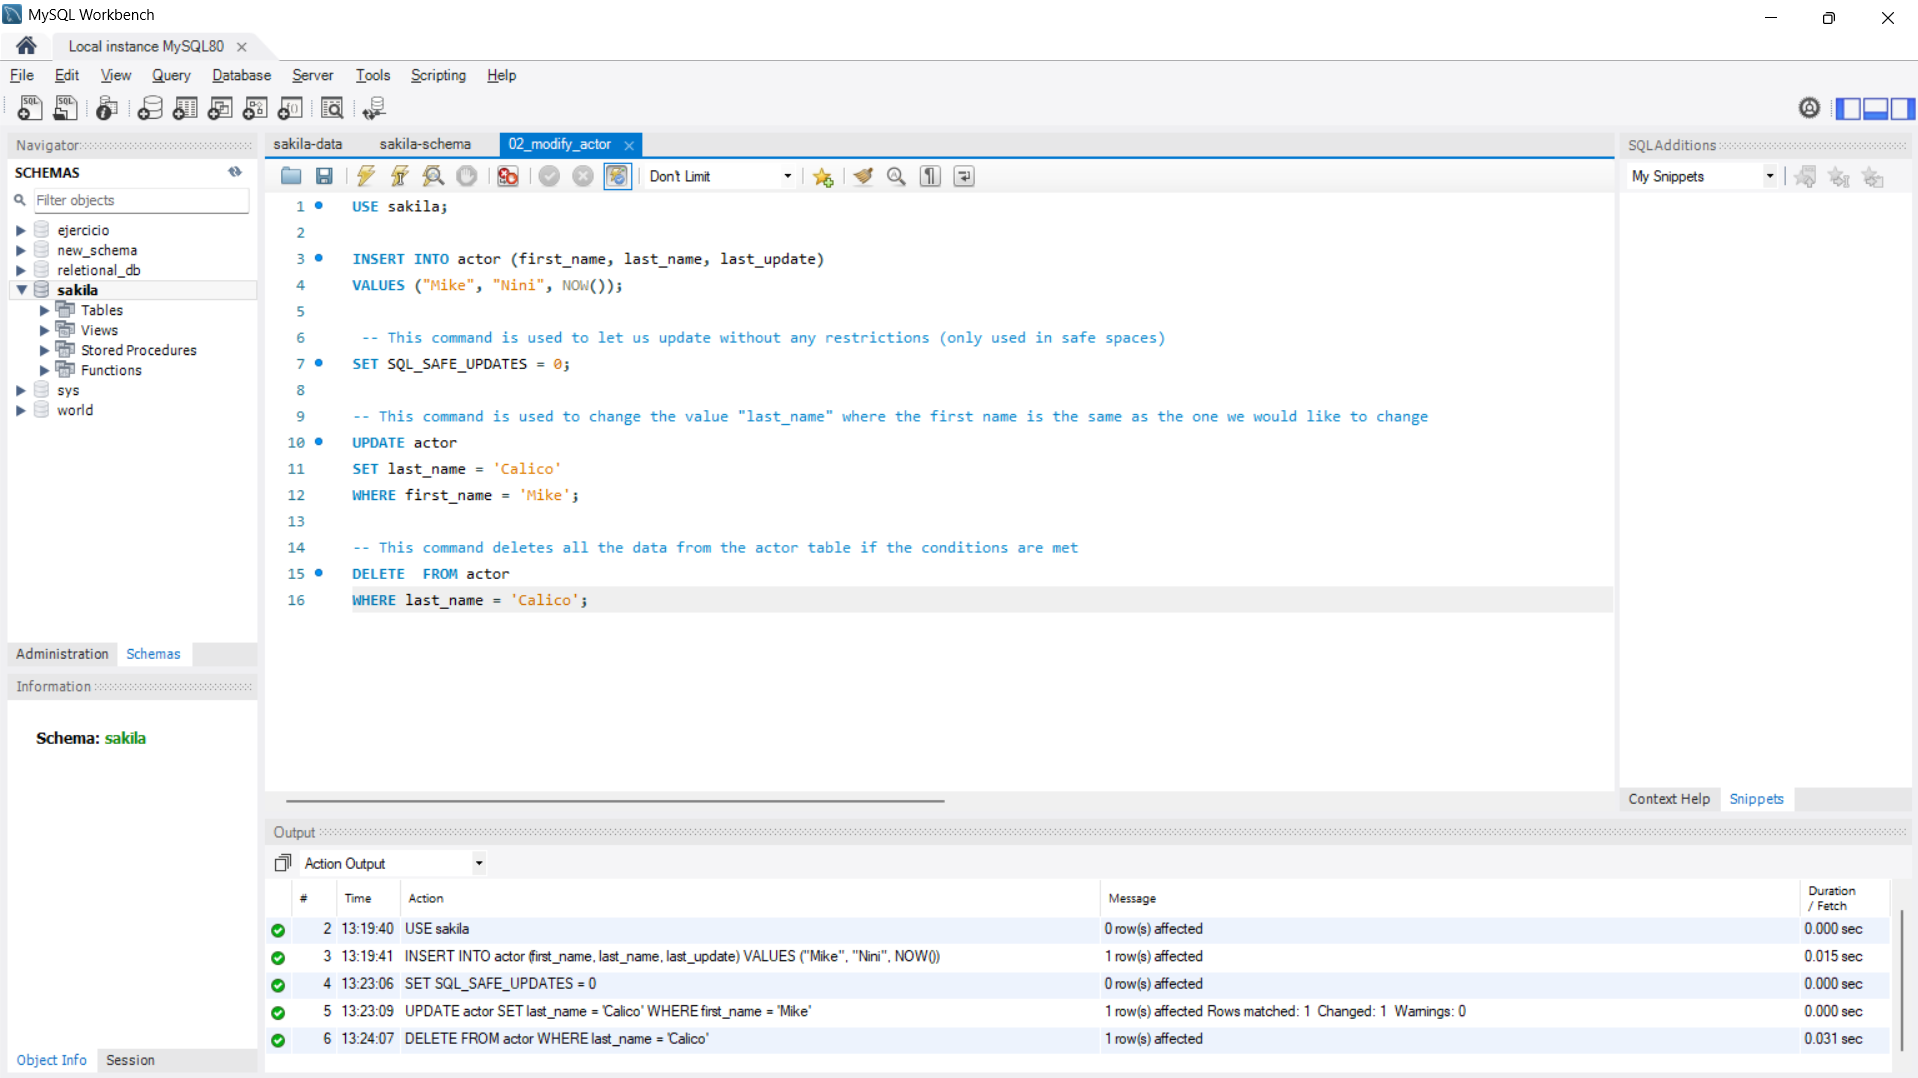 MySQL Workbench
Local instance MySQL80
File Edit View Query Database Server Tools Scripting Help
Navigator
SCHEMAS
Filter objects
ejercicio
new_schema
reletional_db
sakila
Tables
Views
Stored Procedures
Functions
sys
world
Administration Schemas
Information
Schema: sakila
Object Info Session
sakila-data sakila-schema 02_modify_actor
Don't Limit
1 USE sakila;
2
3 INSERT INTO actor (first_name, last_name, last_update)
4 VALUES ("Mike", "Nini", NOW());
5
6 -- This command is used to let us update without any restrictions (only used in safe spaces)
7 SET SQL_SAFE_UPDATES = 0;
8
9 -- This command is used to change the value "last_name" where the first name is the same as the one we would like to change
10 UPDATE actor
11 SET last_name = 'Calico'
12 WHERE first_name = 'Mike';
13
14 -- This command deletes all the data from the actor table if the conditions are met
15 DELETE  FROM actor
16 WHERE last_name = 'Calico';
SQLAdditions
My Snippets
Context Help Snippets
Output
Action Output
# Time Action Message Duration / Fetch
2 13:19:40 USE sakila 0 row(s) affected 0.000 sec
3 13:19:41 INSERT INTO actor (first_name, last_name, last_update) VALUES ("Mike", "Nini", NOW()) 1 row(s) affected 0.015 sec
4 13:23:06 SET SQL_SAFE_UPDATES = 0 0 row(s) affected 0.000 sec
5 13:23:09 UPDATE actor SET last_name = 'Calico' WHERE first_name = 'Mike' 1 row(s) affected Rows matched: 1  Changed: 1  Warnings: 0 0.000 sec
6 13:24:07 DELETE FROM actor WHERE last_name = 'Calico' 1 row(s) affected 0.031 sec